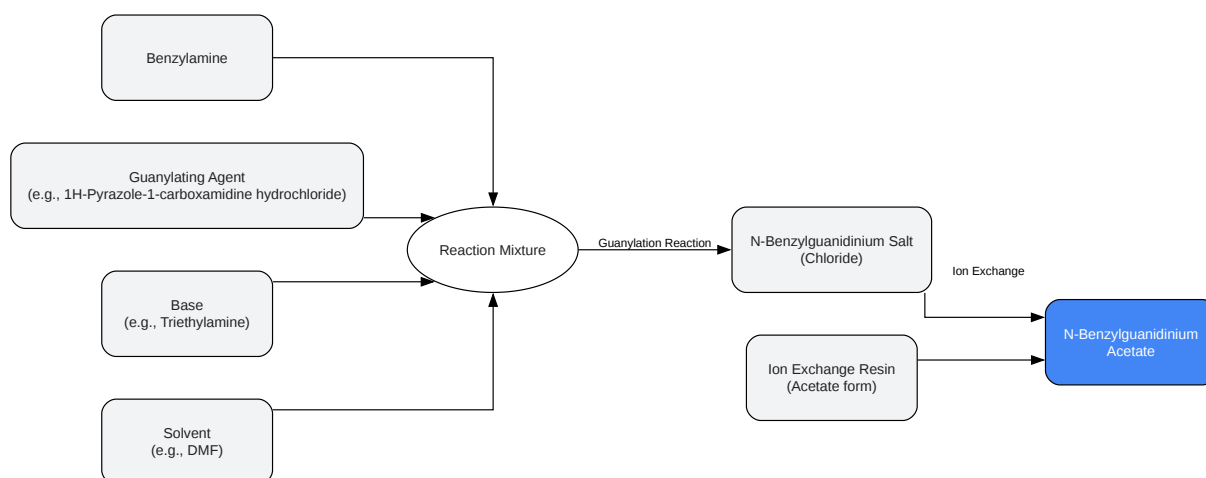 Benzylamine
Guanylating Agent
(e.g., 1H-Pyrazole-1-carboxamidine hydrochloride)
Base
(e.g., Triethylamine)
Solvent
(e.g., DMF)
Reaction Mixture
Guanylation Reaction
N-Benzylguanidinium Salt
(Chloride)
Ion Exchange
Ion Exchange Resin
(Acetate form)
N-Benzylguanidinium
Acetate